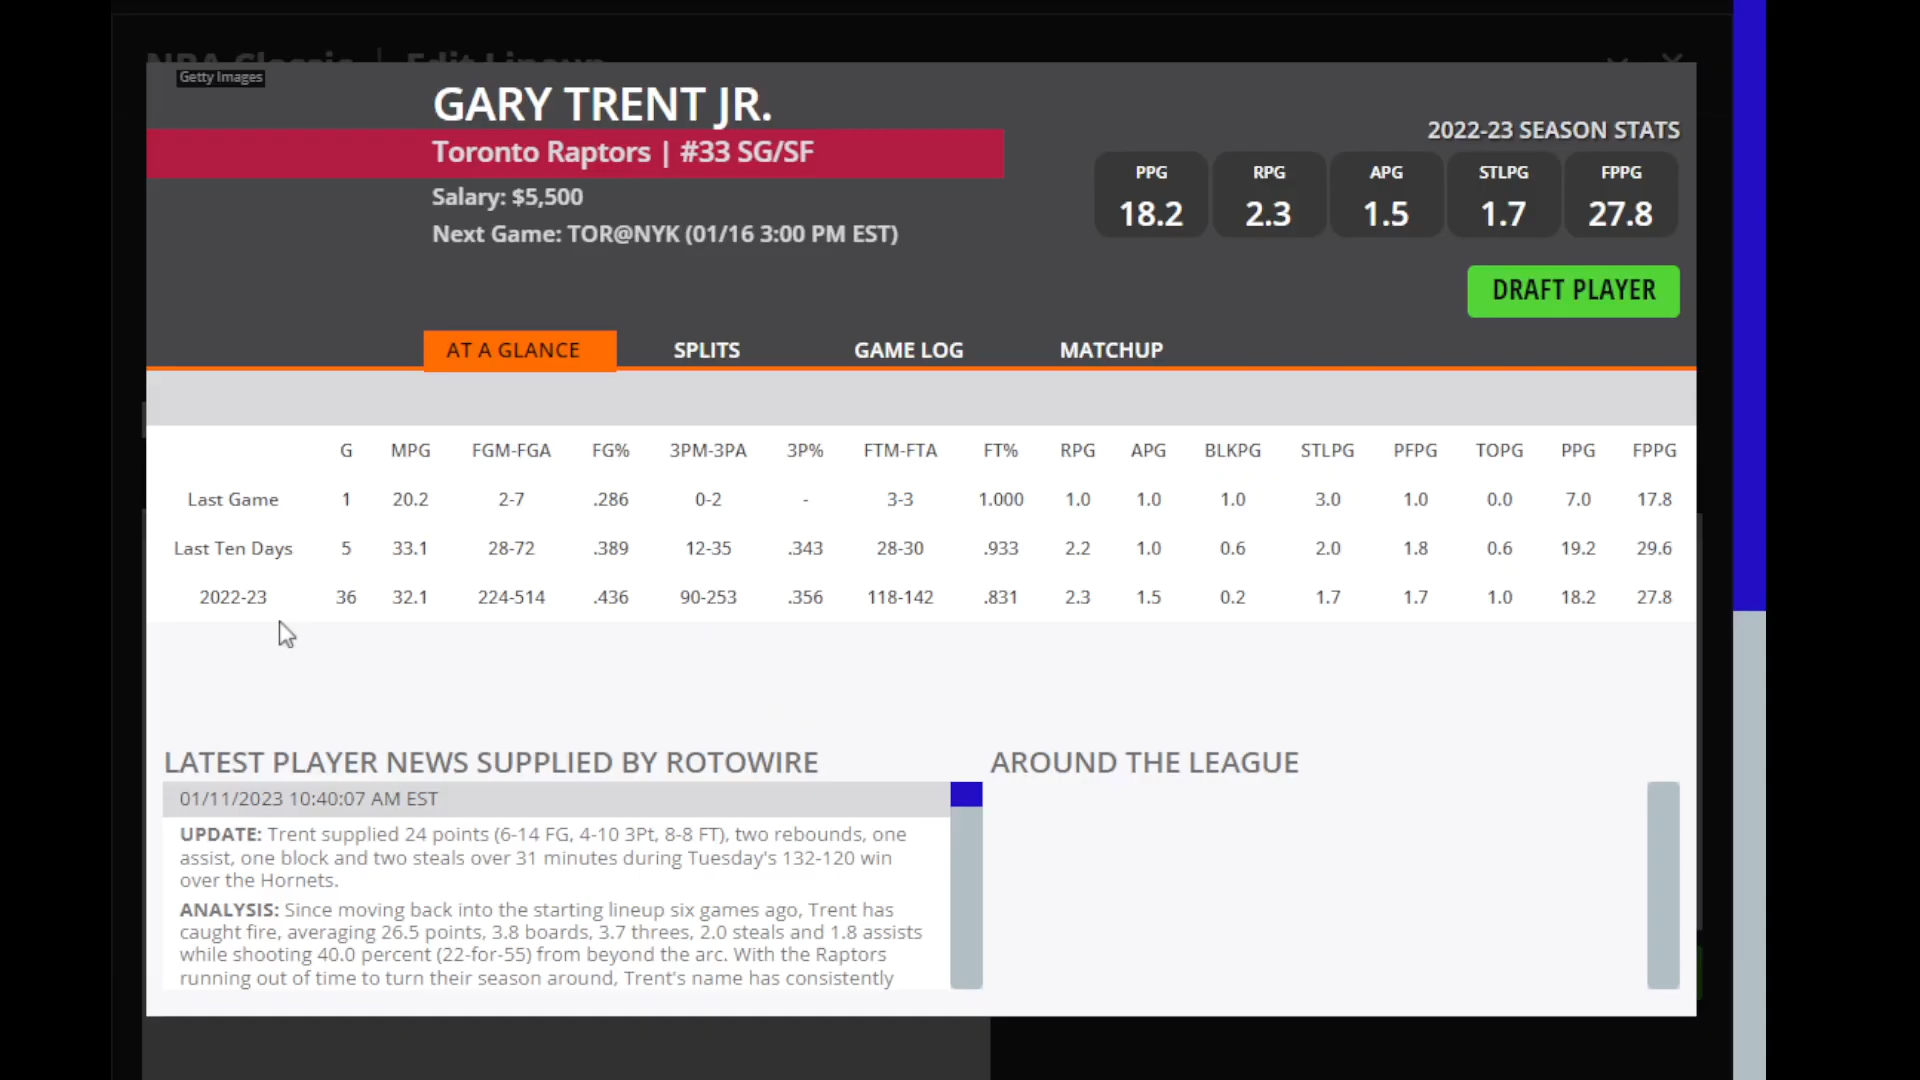 NBA Classic | Edit Lineup
Getty Images
GARY TRENT JR.
Toronto Raptors | #33 SG/SF
Salary: $5,500
Next Game: TOR@NYK (01/16 3:00 PM EST)
2022-23 SEASON STATS
PPG RPG APG STLPG FPPG
18.2 2.3 1.5 1.7 27.8
DRAFT PLAYER
AT A GLANCE SPLITS GAME LOG MATCHUP
G MPG FGM-FGA FG% 3PM-3PA 3P% FTM-FTA FT% RPG APG BLKPG STLPG PFPG TOPG PPG FPPG
Last Game 1 20.2 2-7 .286 0-2 - 3-3 1.000 1.0 1.0 1.0 3.0 1.0 0.0 7.0 17.8
Last Ten Days 5 33.1 28-72 .389 12-35 .343 28-30 .933 2.2 1.0 0.6 2.0 1.8 0.6 19.2 29.6
2022-23 36 32.1 224-514 .436 90-253 .356 118-142 .831 2.3 1.5 0.2 1.7 1.7 1.0 18.2 27.8
LATEST PLAYER NEWS SUPPLIED BY ROTOWIRE
01/11/2023 10:40:07 AM EST
UPDATE: Trent supplied 24 points (6-14 FG, 4-10 3Pt, 8-8 FT), two rebounds, one
assist, one block and two steals over 31 minutes during Tuesday's 132-120 win
over the Hornets.
ANALYSIS: Since moving back into the starting lineup six games ago, Trent has
caught fire, averaging 26.5 points, 3.8 boards, 3.7 threes, 2.0 steals and 1.8 assists
while shooting 40.0 percent (22-for-55) from beyond the arc. With the Raptors
running out of time to turn their season around, Trent's name has consistently
AROUND THE LEAGUE